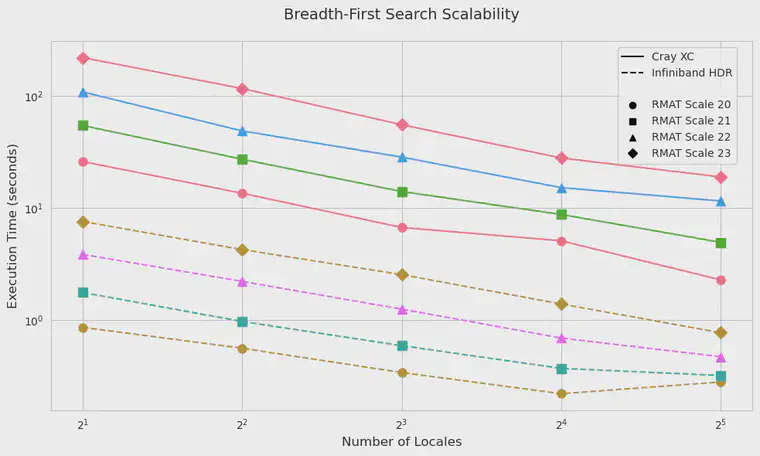 Breadth-First Search Scalability
Cray XC
Infiniband HDR
RMAT Scale 20
RMAT Scale 21
RMAT Scale 22
RMAT Scale 23
Execution Time (seconds)
10²
10¹
10⁰
2¹ 2² 2³ 2⁴ 2⁵
Number of Locales